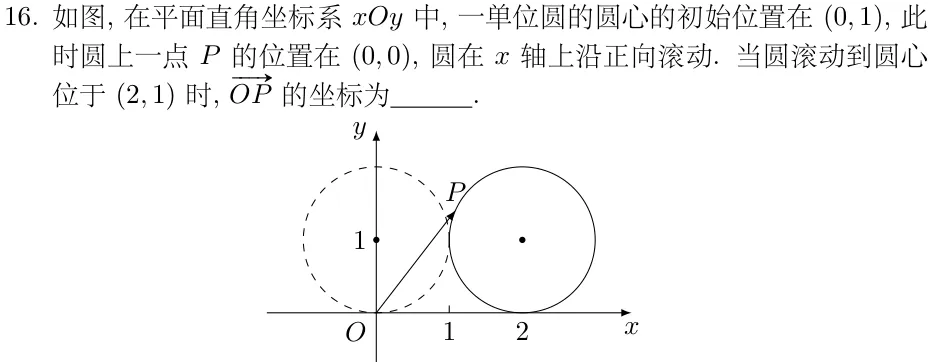 16. 如图, 在平面直角坐标系 xOy 中, 一单位圆的圆心的初始位置在 (0, 1), 此
时圆上一点 P 的位置在 (0, 0), 圆在 x 轴上沿正向滚动. 当圆滚动到圆心
位于 (2, 1) 时, $\overrightarrow{OP}$ 的坐标为______.
y
P
1
O 1 2 x